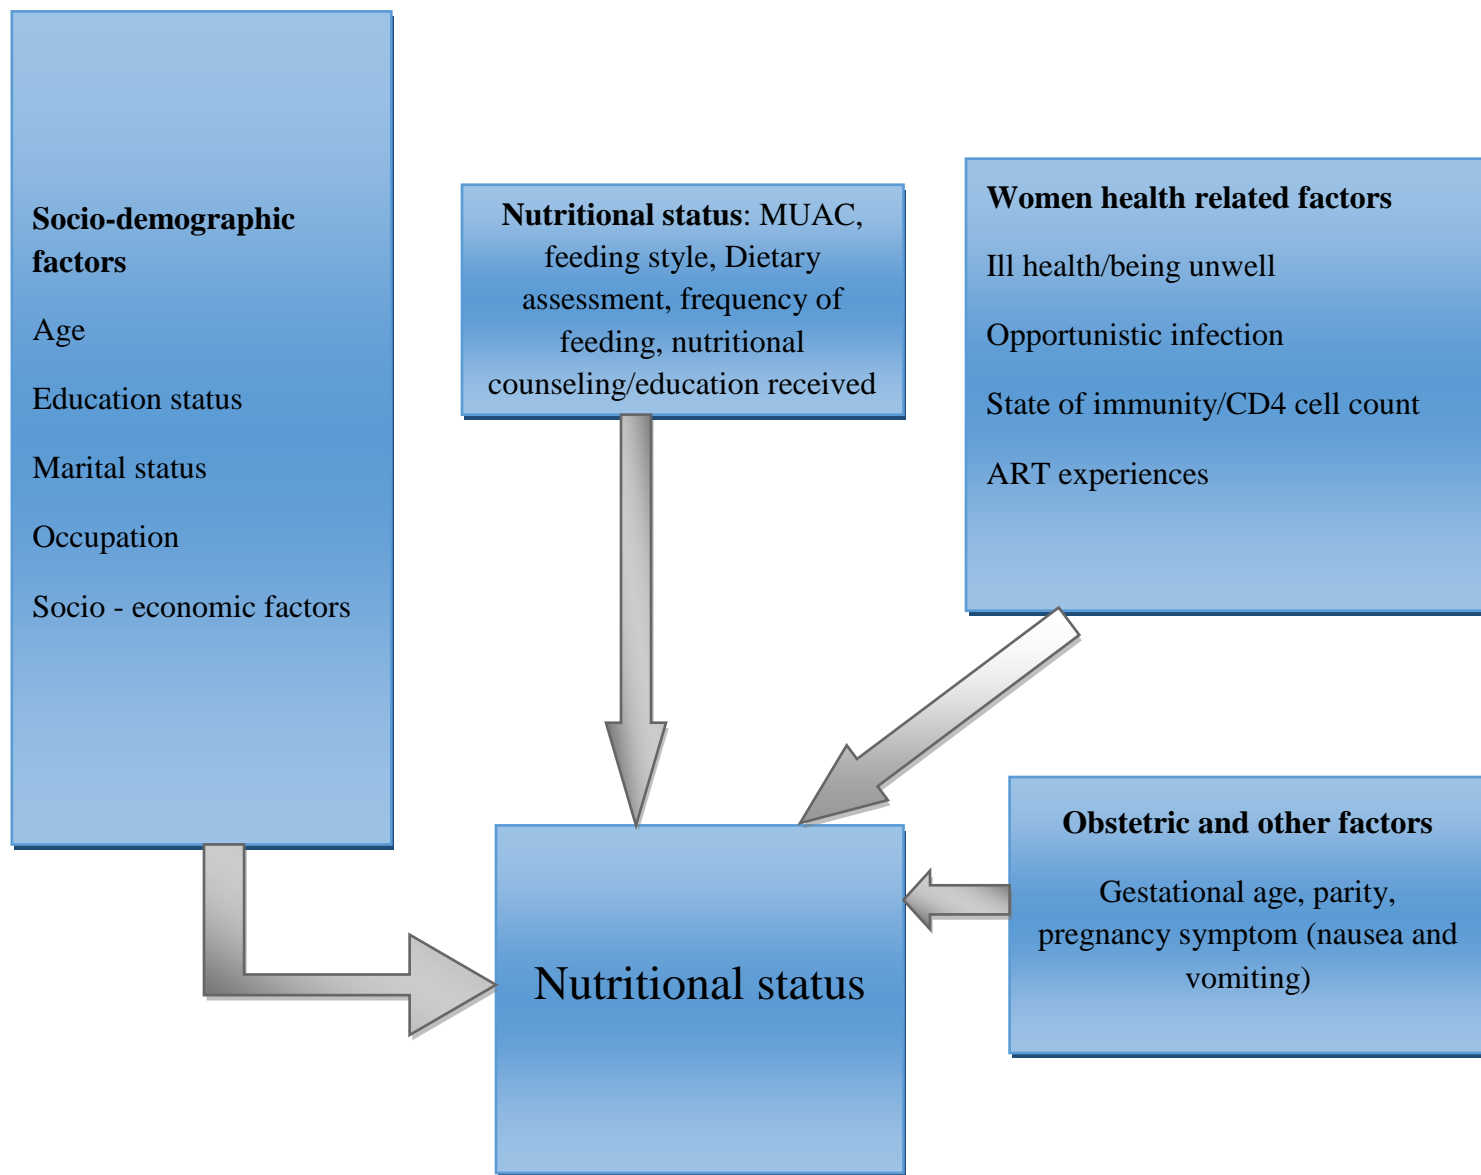 Socio-demographic
factors
Age
Education status
Marital status
Occupation
Socio - economic factors
Nutritional status: MUAC,
feeding style, Dietary
assessment, frequency of
feeding, nutritional
counseling/education received
Women health related factors
Ill health/being unwell
Opportunistic infection
State of immunity/CD4 cell count
ART experiences
Obstetric and other factors
Gestational age, parity,
pregnancy symptom (nausea and
vomiting)
Nutritional status